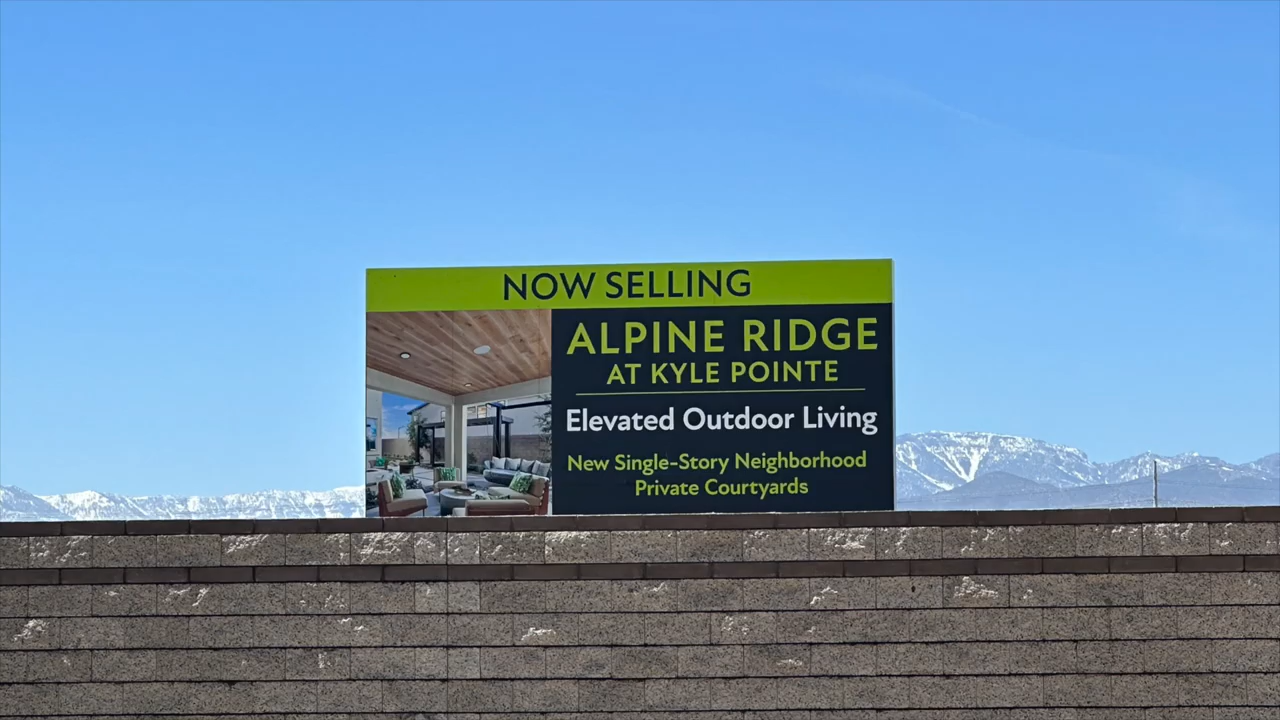 NOW SELLING
ALPINE RIDGE
AT KYLE POINTE
Elevated Outdoor Living
New Single-Story Neighborhood
Private Courtyards